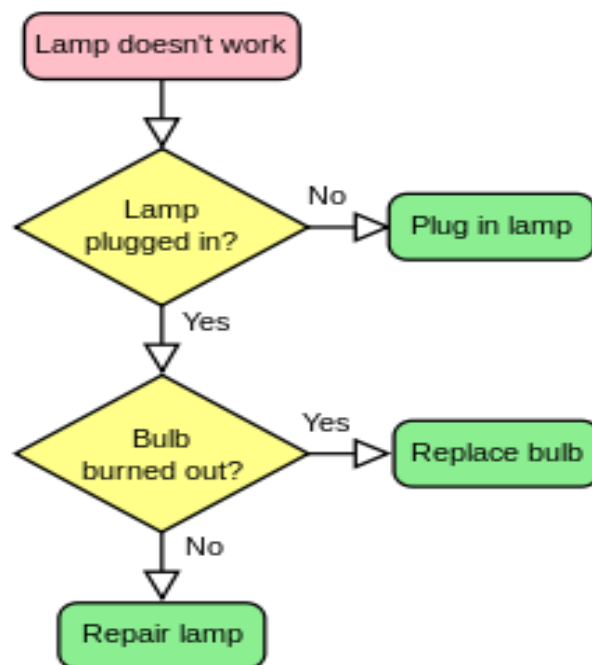 Lamp doesn't work
Lamp
plugged in?
No
Plug in lamp
Yes
Bulb
burned out?
Yes
Replace bulb
No
Repair lamp